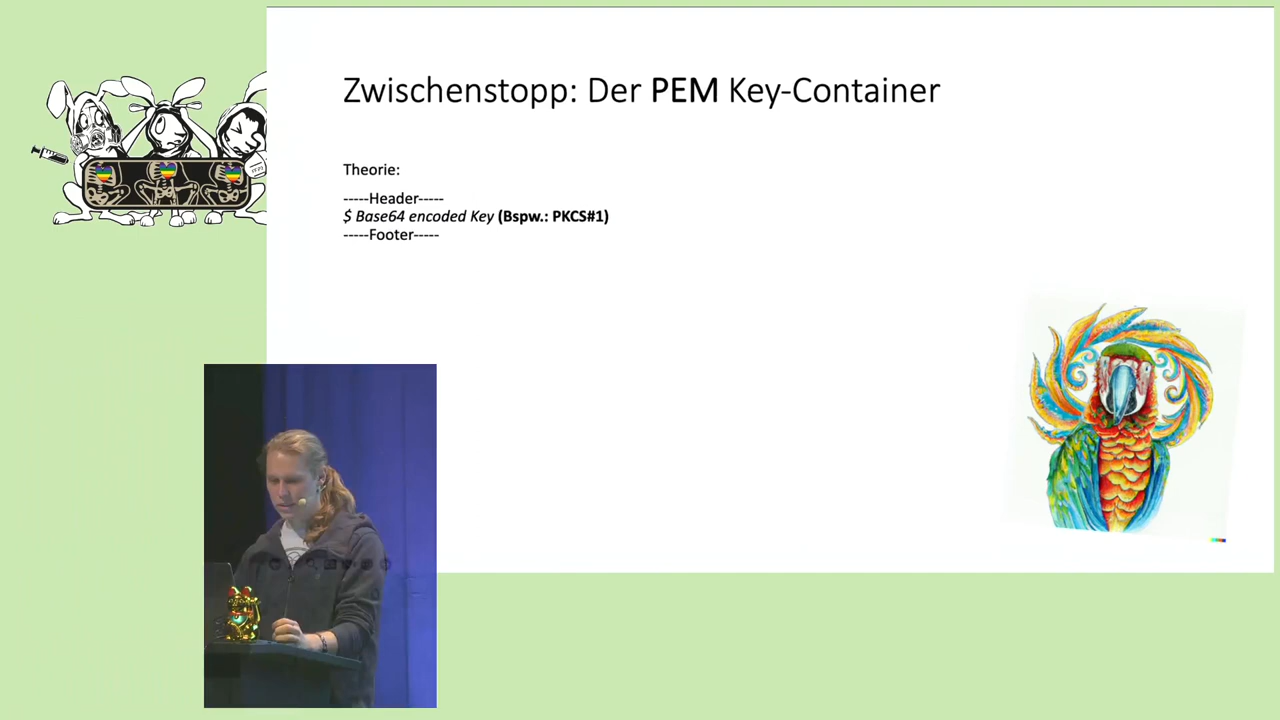 Zwischenstopp: Der PEM Key-Container
Theorie:
-----Header-----
$ Base64 encoded Key (Bspw.: PKCS#1)
-----Footer-----